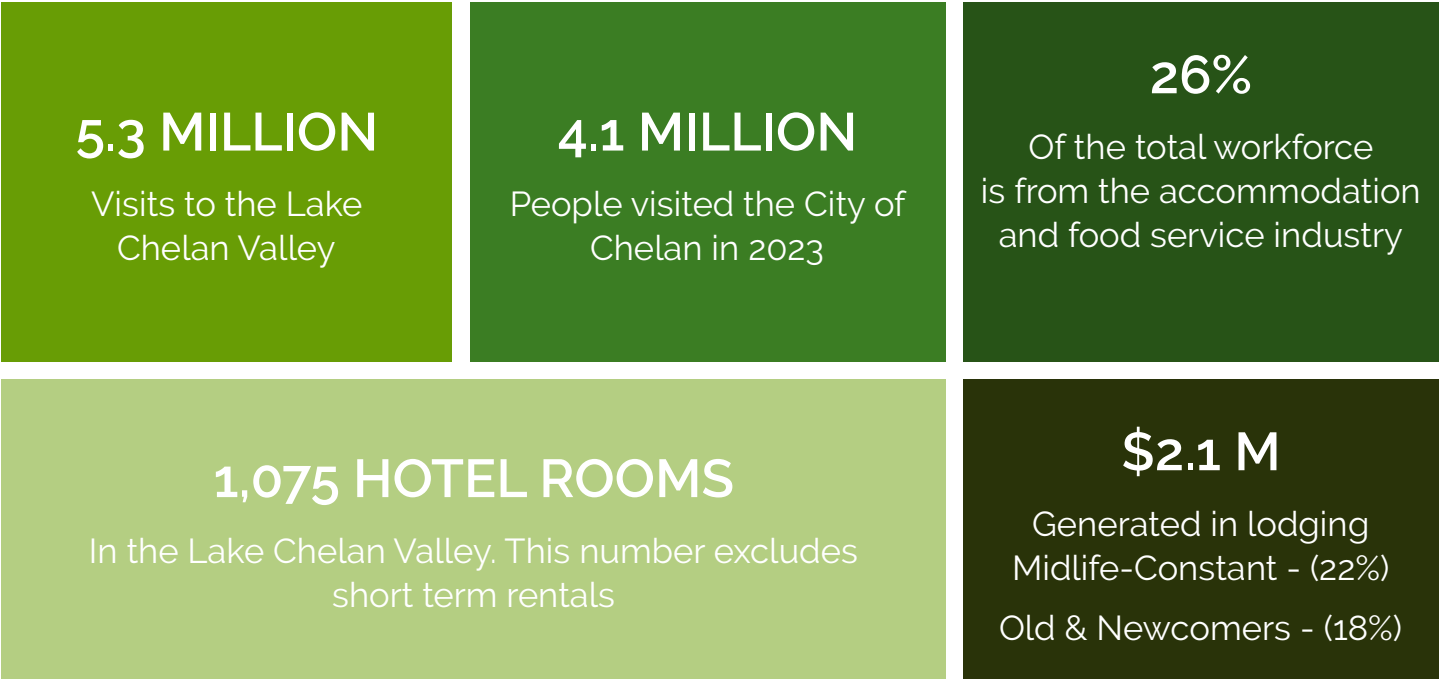 5.3 MILLION
Visits to the Lake
Chelan Valley
4.1 MILLION
People visited the City of
Chelan in 2023
26%
Of the total workforce
is from the accommodation
and food service industry
1,075 HOTEL ROOMS
In the Lake Chelan Valley. This number excludes
short term rentals
$2.1 M
Generated in lodging
Midlife-Constant - (22%)
Old & Newcomers - (18%)